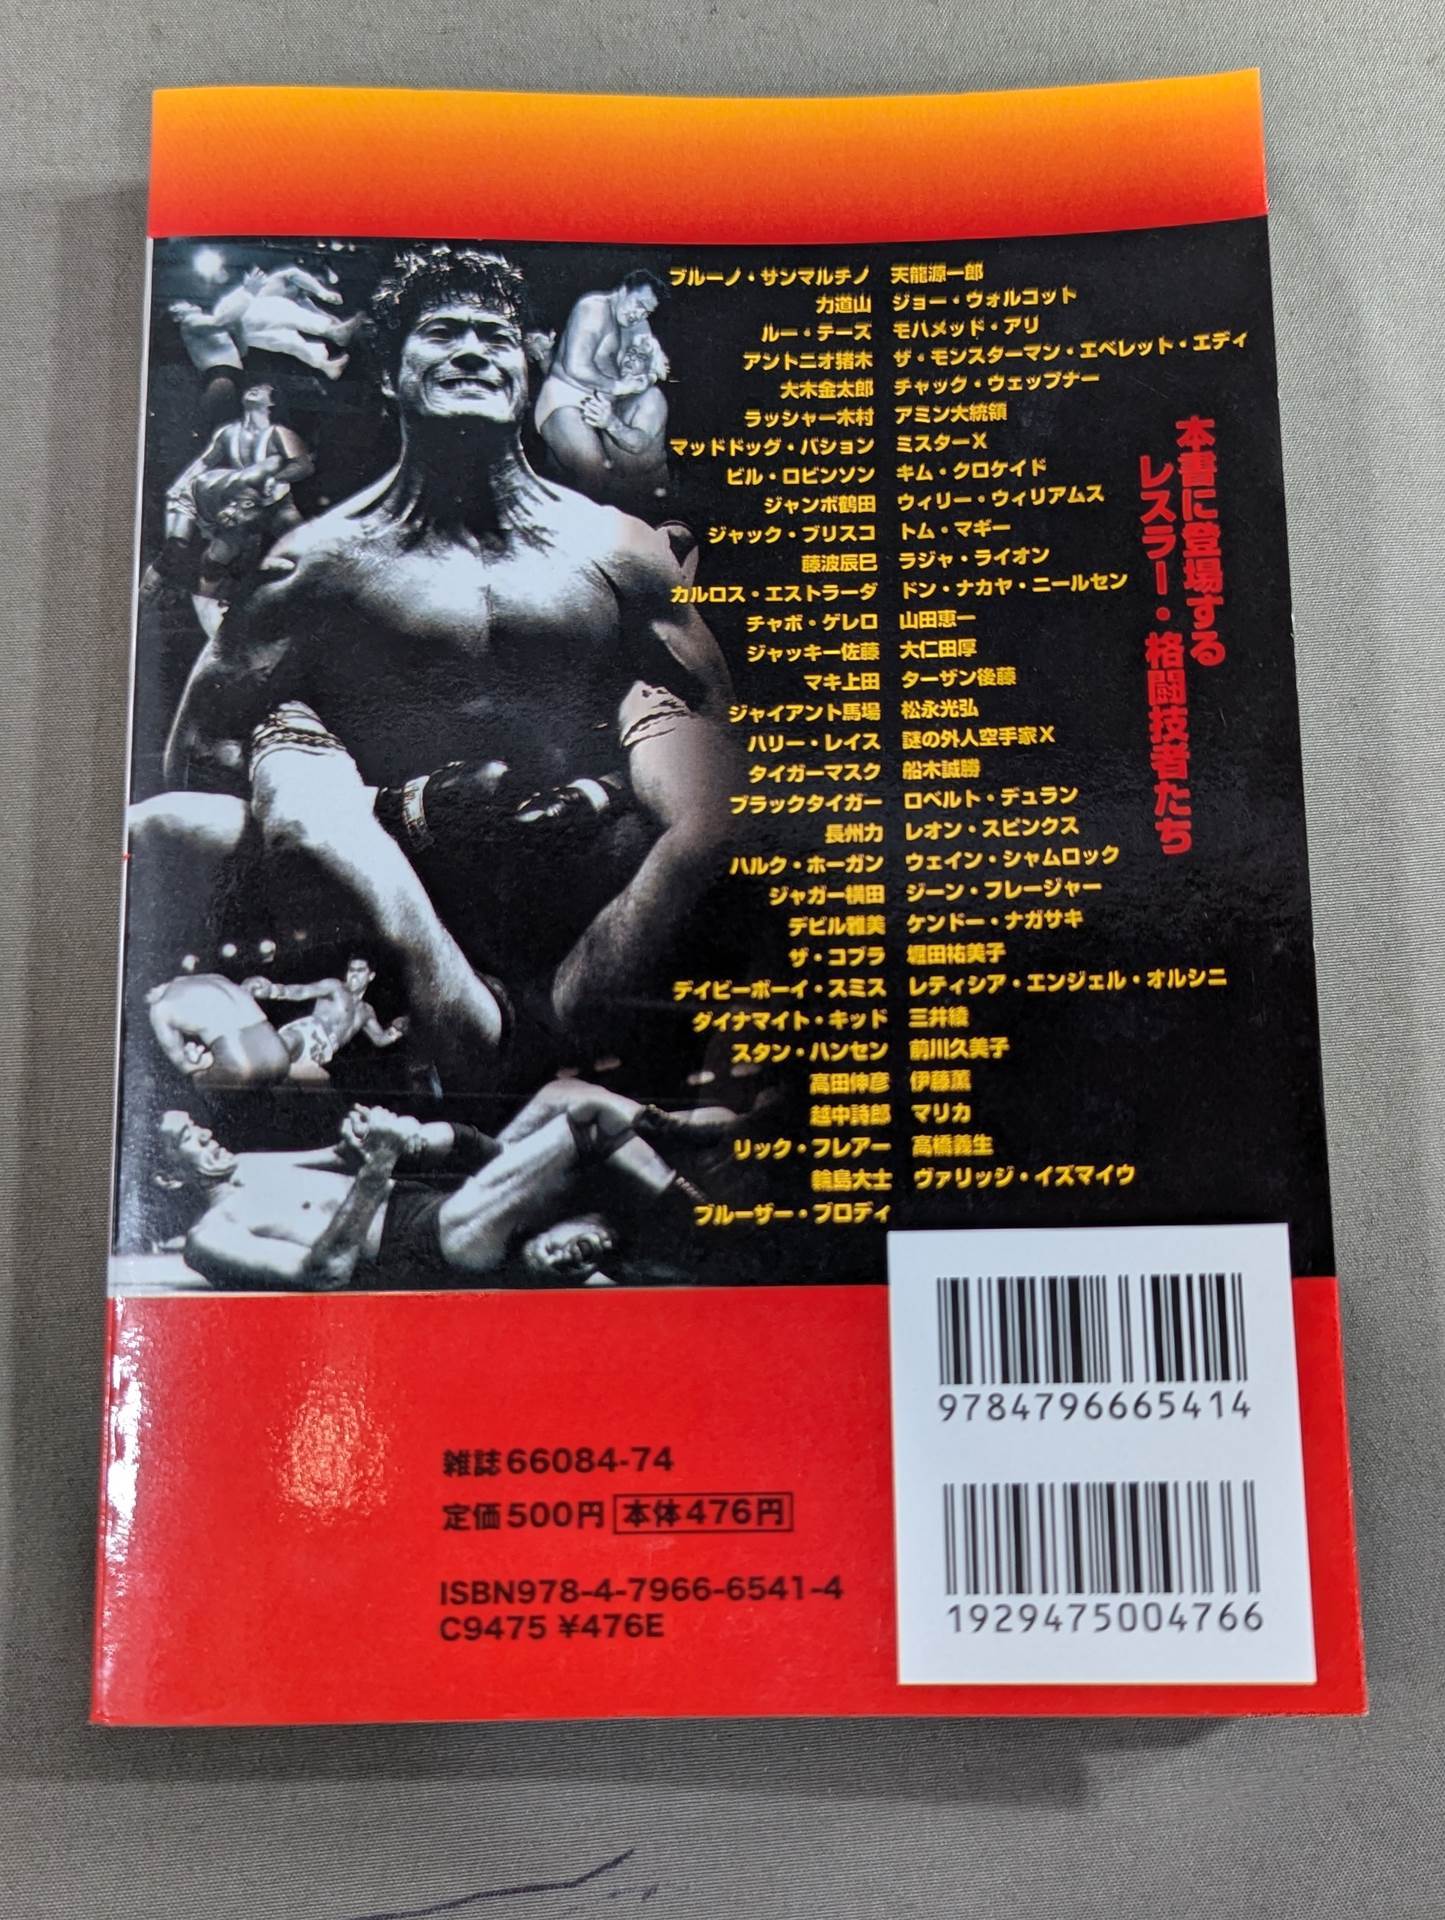 本書に登場する
レスラー・格闘技者たち
ブルーノ・サンマルチノ
力道山
ルー・テーズ
アントニオ猪木
大木金太郎
ラッシャー木村
マッドドッグ・バション
ビル・ロビンソン
ジャンボ鶴田
ジャック・ブリスコ
藤波辰巳
カルロス・エストラーダ
チャボ・ゲレロ
ジャッキー佐藤
マキ上田
ジャイアント馬場
ハリー・レイス
タイガーマスク
ブラックタイガー
長州力
ハルク・ホーガン
ジャガー横田
デビル雅美
ザ・コブラ
デイビーボーイ・スミス
ダイナマイト・キッド
スタン・ハンセン
高田伸彦
越中詩郎
リック・フレアー
輪島大士
ブルーザー・ブロディ
天龍源一郎
ジョー・ウォルコット
モハメッド・アリ
ザ・モンスターマン・エベレット・エディ
チャック・ウェップナー
アミン大統領
ミスターX
キム・クロケイド
ウィリー・ウィリアムス
トム・マギー
ラジャ・ライオン
ドン・ナカヤ・ニールセン
山田恵一
大仁田厚
ターザン後藤
松永光弘
謎の外人空手家X
船木誠勝
ロベルト・デュラン
レオン・スピンクス
ウェイン・シャムロック
ジーン・フレージャー
ケンドー・ナガサキ
堀田祐美子
レティシア・エンジェル・オルシニ
三井綾
前川久美子
伊藤薫
マリカ
高橋義生
ヴァリッジ・イズマイウ
雑誌66084-74
定価500円 本体476円
ISBN978-4-7966-6541-4
C9475 ¥476E
9784796665414
1929475004766